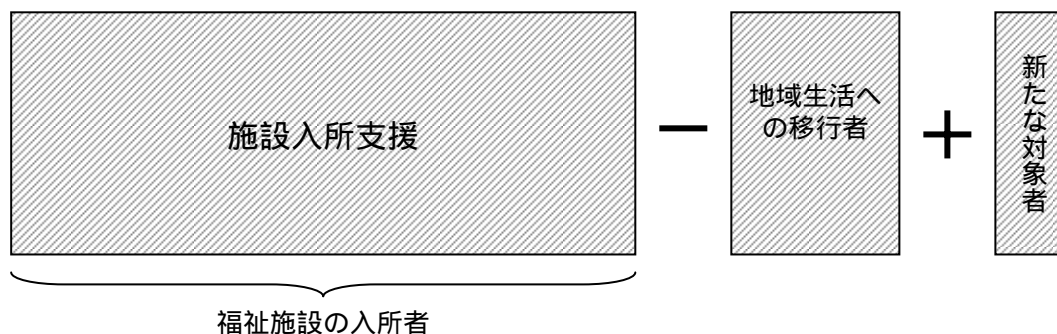 施設入所支援
－
地域生活へ
の移行者
＋
新たな対象者
福祉施設の入所者